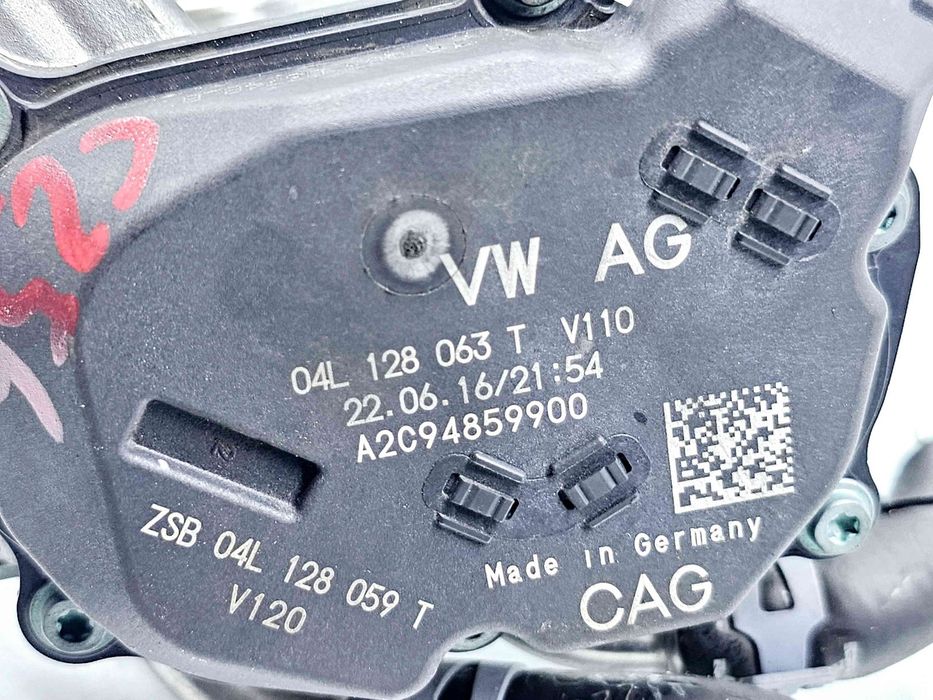 VW AG
04L 128 063 T V110
22.06.16/21:54
A2C94859900
ZSB 04L 128 059 T
V120
Made in Germany
CAG